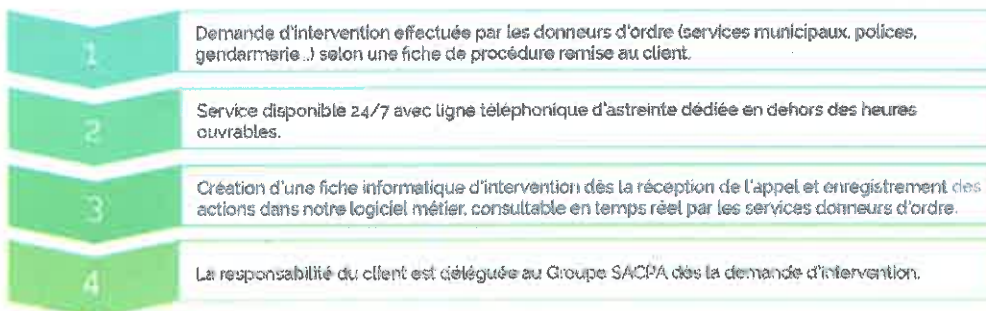 1
Demande d'intervention effectuée par les donneurs d'ordre (services municipaux, polices,
gendarmerie...) selon une fiche de procédure remise au client.
2
Service disponible 24/7 avec ligne téléphonique d'astreinte dédiée en dehors des heures
ouvrables.
3
Création d'une fiche informatique d'intervention dès la réception de l'appel et enregistrement des
actions dans notre logiciel métier, consultable en temps réel par les services donneurs d'ordre.
4
La responsabilité du client est déléguée au Groupe SACPA dès la demande d'intervention.